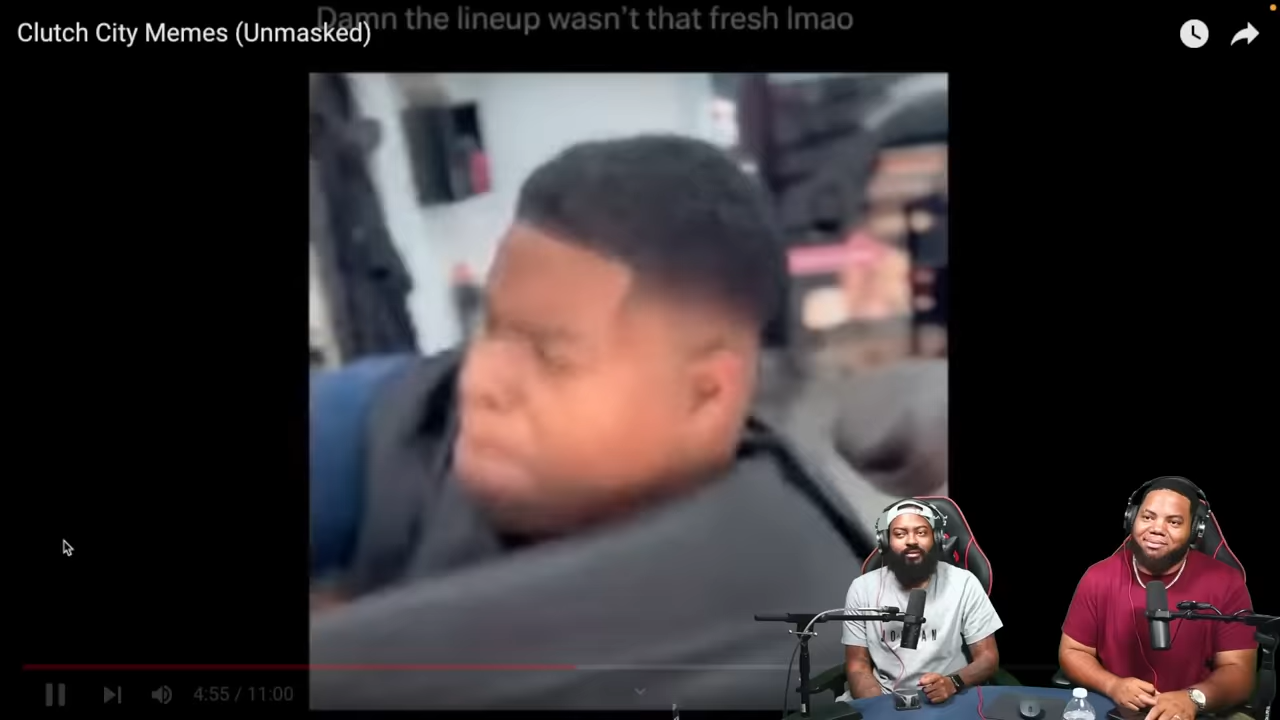 Damn the lineup wasn't that fresh lmao
Clutch City Memes (Unmasked)
JORDAN
4:55 / 11:00